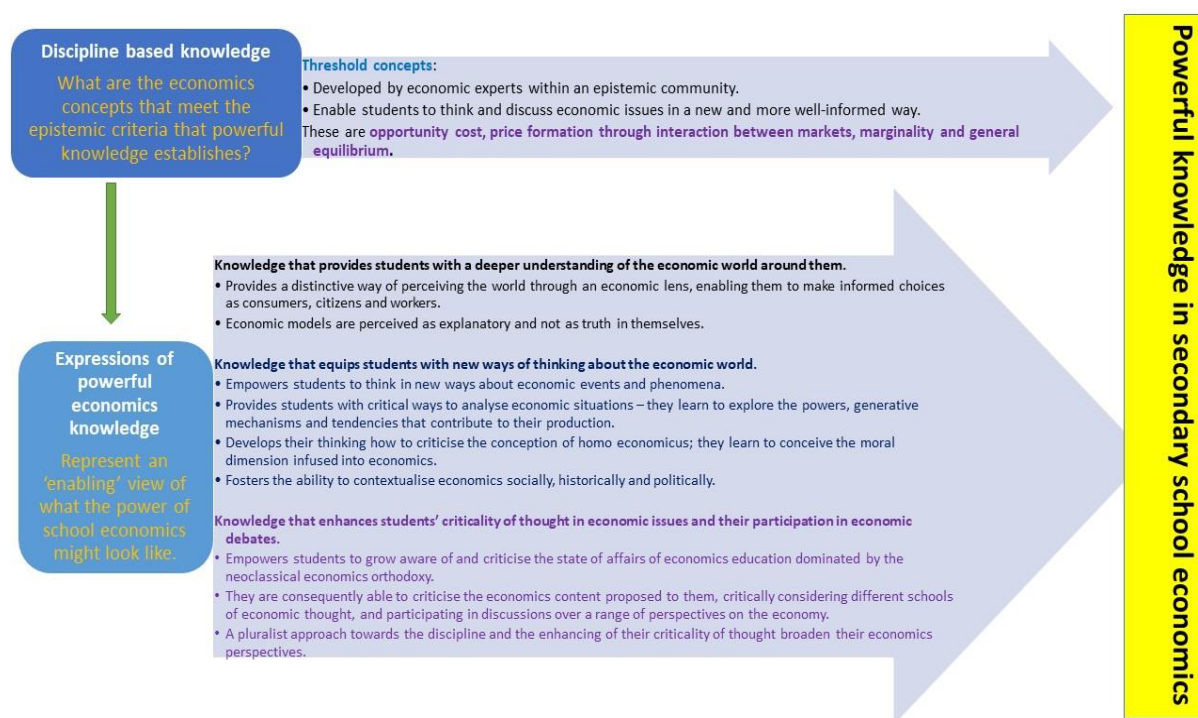 Discipline based knowledge
What are the economics
concepts that meet the
epistemic criteria that powerful
knowledge establishes?
Threshold concepts:
• Developed by economic experts within an epistemic community.
• Enable students to think and discuss economic issues in a new and more well-informed way.
These are opportunity cost, price formation through interaction between markets, marginality and general
equilibrium.
Expressions of
powerful
economics
knowledge
Represent an
‘enabling’ view of
what the power of
school economics
might look like.
Knowledge that provides students with a deeper understanding of the economic world around them.
• Provides a distinctive way of perceiving the world through an economic lens, enabling them to make informed choices
as consumers, citizens and workers.
• Economic models are perceived as explanatory and not as truth in themselves.
Knowledge that equips students with new ways of thinking about the economic world.
• Empowers students to think in new ways about economic events and phenomena.
• Provides students with critical ways to analyse economic situations – they learn to explore the powers, generative
mechanisms and tendencies that contribute to their production.
• Develops their thinking how to criticise the conception of homo economicus; they learn to conceive the moral
dimension infused into economics.
• Fosters the ability to contextualise economics socially, historically and politically.
Knowledge that enhances students’ criticality of thought in economic issues and their participation in economic
debates.
• Empowers students to grow aware of and criticise the state of affairs of economics education dominated by the
neoclassical economics orthodoxy.
• They are consequently able to criticise the economics content proposed to them, critically considering different schools
of economic thought, and participating in discussions over a range of perspectives on the economy.
• A pluralist approach towards the discipline and the enhancing of their criticality of thought broaden their economics
perspectives.
Powerful knowledge in secondary school economics